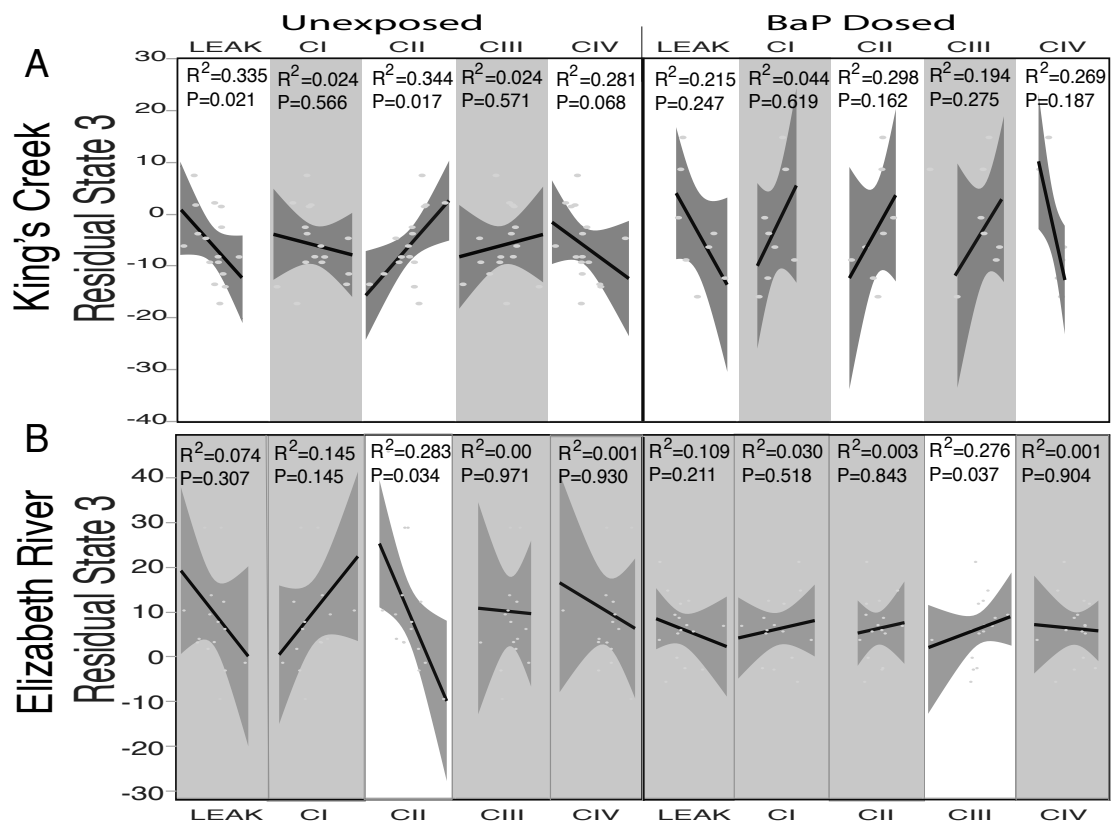 Unexposed BaP Dosed
LEAK CI CII CIII CIV LEAK CI CII CIII CIV
A
King's Creek
Residual State 3
30
20
10
0
-10
-20
-30
-40
R²=0.335
P=0.021
R²=0.024
P=0.566
R²=0.344
P=0.017
R²=0.024
P=0.571
R²=0.281
P=0.068
R²=0.215
P=0.247
R²=0.044
P=0.619
R²=0.298
P=0.162
R²=0.194
P=0.275
R²=0.269
P=0.187
B
Elizabeth River
Residual State 3
40
30
20
10
0
-10
-20
-30
R²=0.074
P=0.307
R²=0.145
P=0.145
R²=0.283
P=0.034
R²=0.00
P=0.971
R²=0.001
P=0.930
R²=0.109
P=0.211
R²=0.030
P=0.518
R²=0.003
P=0.843
R²=0.276
P=0.037
R²=0.001
P=0.904
LEAK CI CII CIII CIV LEAK CI CII CIII CIV